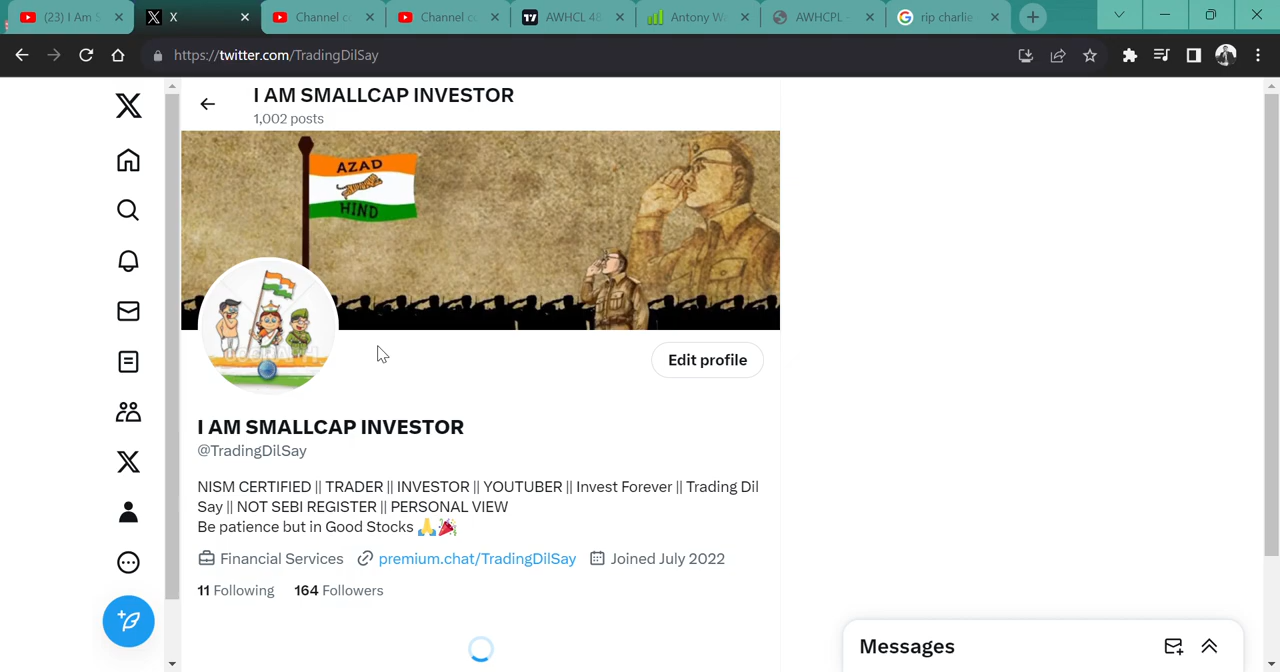 (23) I Am S
X
Channel c
Channel c
AWHCL 48
Antony W
AWHCPL -
rip charlie
https://twitter.com/TradingDilSay
I AM SMALLCAP INVESTOR
1,002 posts
AZAD
HIND
Edit profile
I AM SMALLCAP INVESTOR
@TradingDilSay
NISM CERTIFIED || TRADER || INVESTOR || YOUTUBER || Invest Forever || Trading Dil
Say || NOT SEBI REGISTER || PERSONAL VIEW
Be patience but in Good Stocks 🙏🎉
Financial Services premium.chat/TradingDilSay Joined July 2022
11 Following 164 Followers
Messages